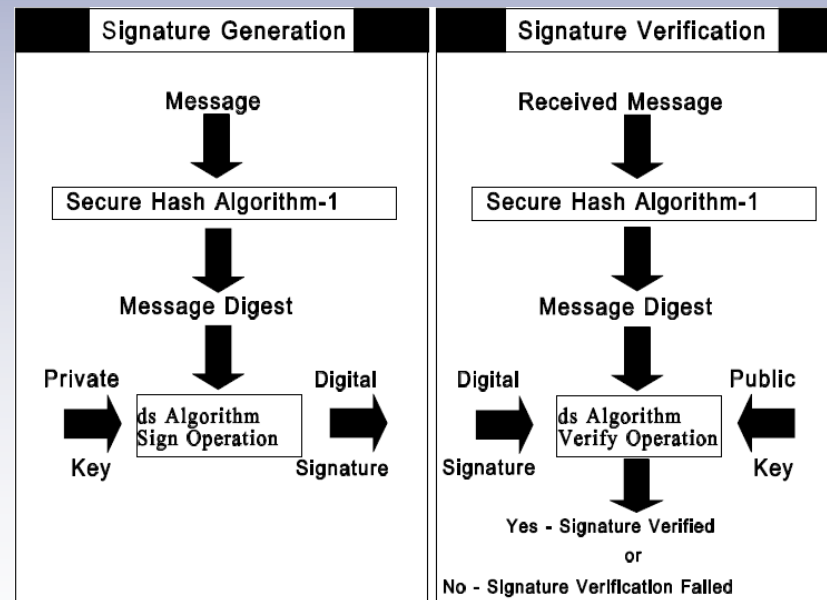 Signature Generation
Message
Secure Hash Algorithm-1
Message Digest
Private
Key
ds Algorithm
Sign Operation
Digital
Signature
Signature Verification
Received Message
Secure Hash Algorithm-1
Message Digest
Digital
Signature
ds Algorithm
Verify Operation
Public
Key
Yes - Signature Verified
or
No - Signature Verification Failed